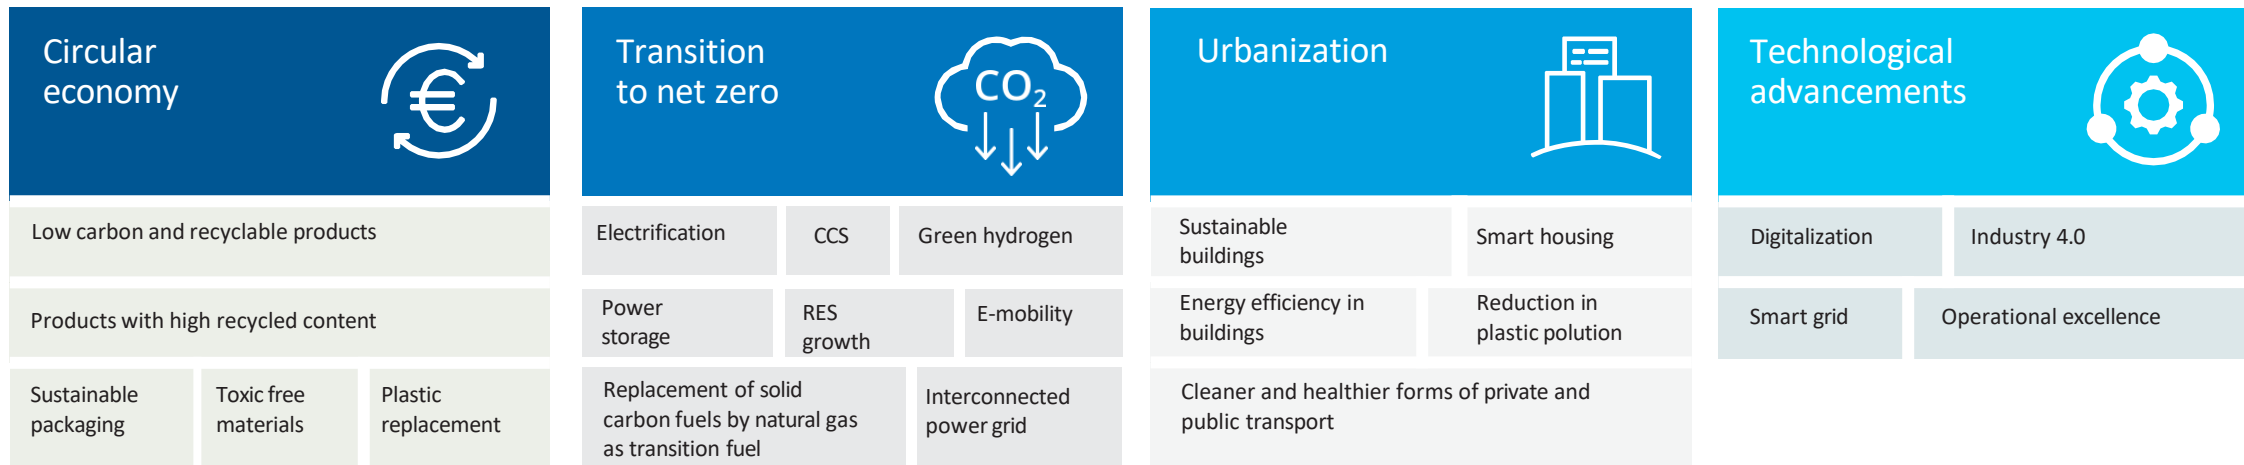 Circular
economy
€
Low carbon and recyclable products
Products with high recycled content
Sustainable
packaging
Toxic free
materials
Plastic
replacement
Transition
to net zero
CO₂
Electrification
CCS
Green hydrogen
Power
storage
RES
growth
E-mobility
Replacement of solid
carbon fuels by natural gas
as transition fuel
Interconnected
power grid
Urbanization
Sustainable
buildings
Smart housing
Energy efficiency in
buildings
Reduction in
plastic polution
Cleaner and healthier forms of private and
public transport
Technological
advancements
Digitalization
Industry 4.0
Smart grid
Operational excellence